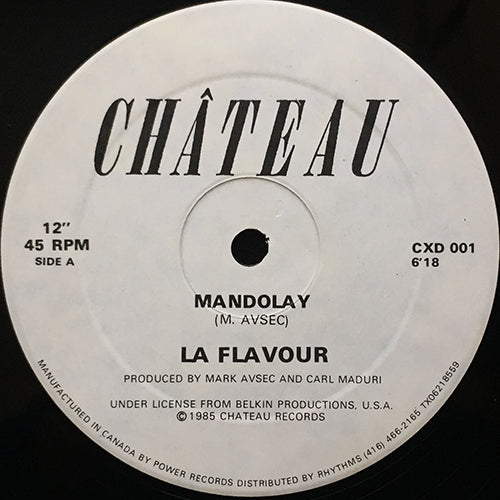 CHÂTEAU
12"
45 RPM
SIDE A
CXD 001
6'18
MANDOLAY
(M. AVSEC)
LA FLAVOUR
PRODUCED BY MARK AVSEC AND CARL MADURI
UNDER LICENSE FROM BELKIN PRODUCTIONS, U.S.A.
©1985 CHATEAU RECORDS
MANUFACTURED IN CANADA BY POWER RECORDS DISTRIBUTED BY RHYTHMS (416) 466-2165 TX06218559